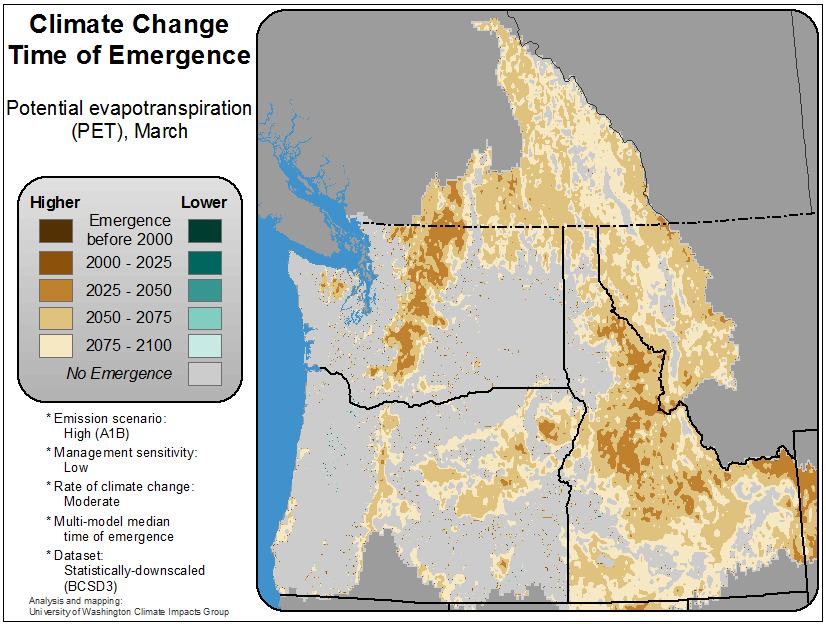 Climate Change
Time of Emergence
Potential evapotranspiration
(PET), March
Higher
Lower
Emergence
before 2000
2000 - 2025
2025 - 2050
2050 - 2075
2075 - 2100
No Emergence
* Emission scenario:
High (A1B)
* Management sensitivity:
Low
* Rate of climate change:
Moderate
* Multi-model median
time of emergence
* Dataset:
Statistically-downscaled
(BCSD3)
Analysis and mapping:
University of Washington Climate Impacts Group